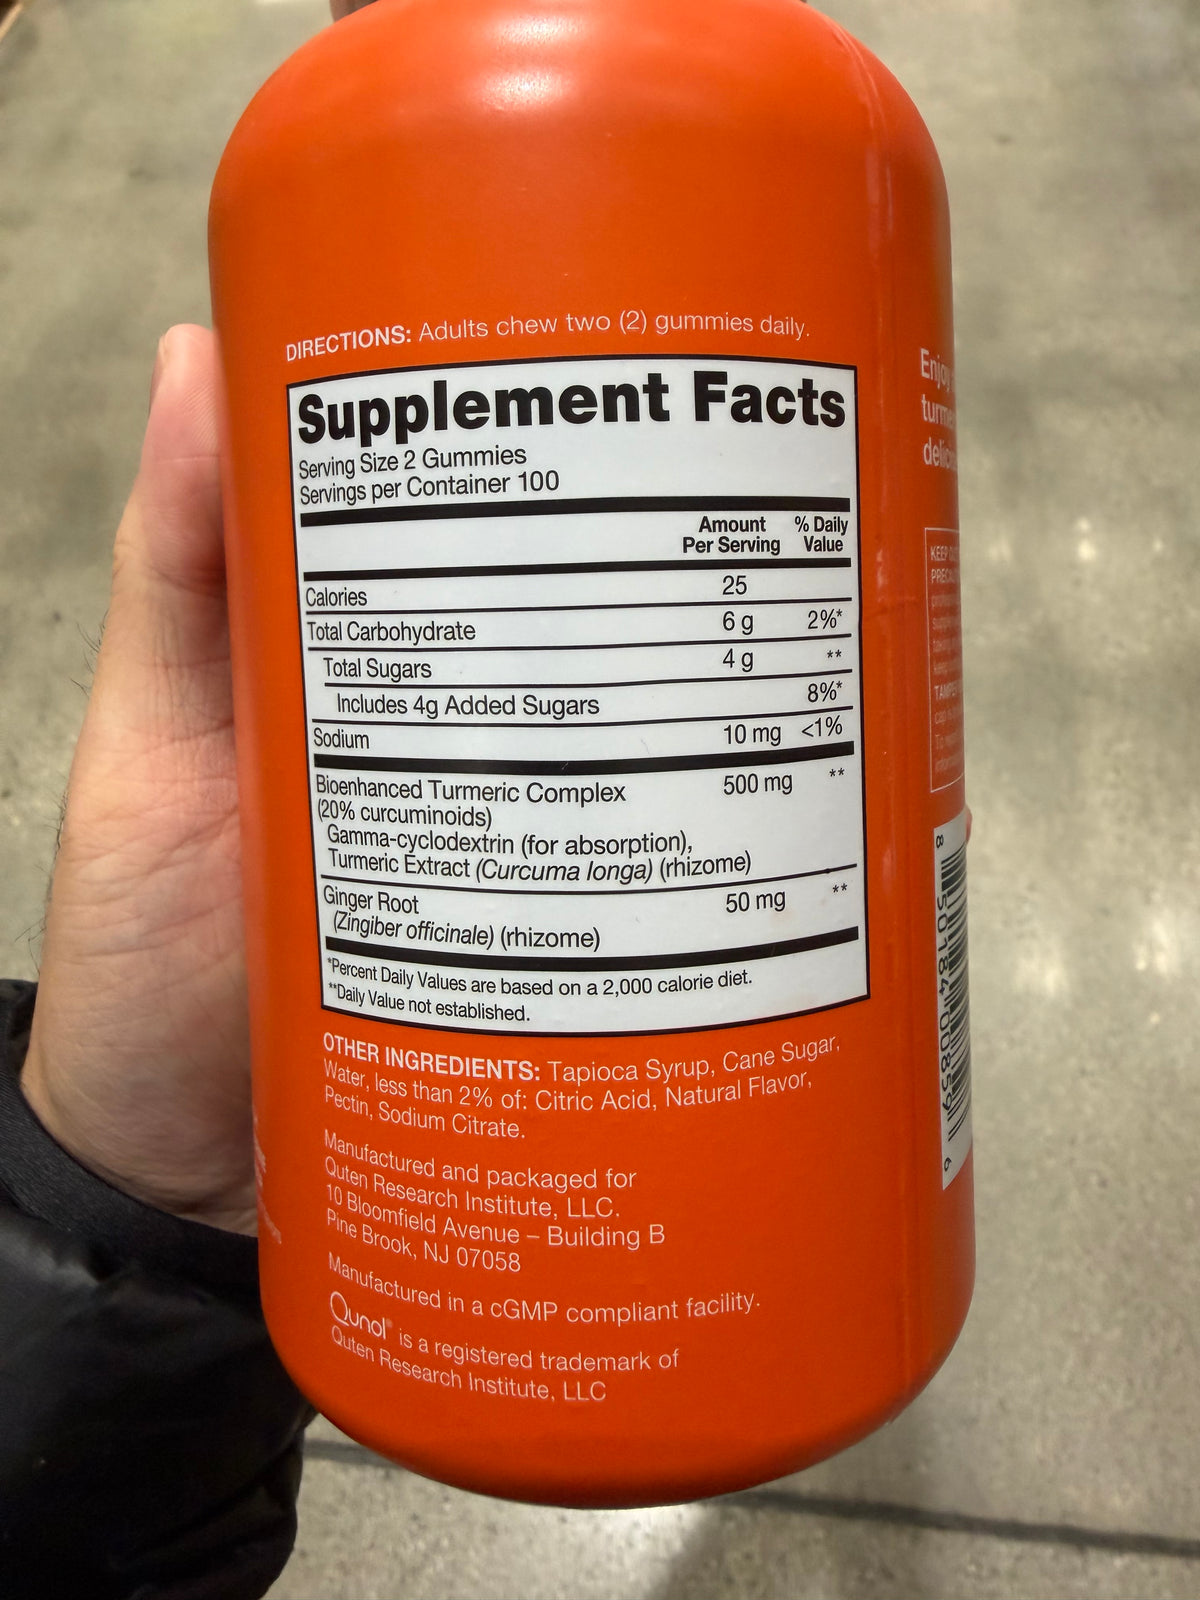 DIRECTIONS: Adults chew two (2) gummies daily.
Supplement Facts
Serving Size 2 Gummies
Servings per Container 100
Amount Per Serving % Daily Value
Calories 25
Total Carbohydrate 6 g 2%*
Total Sugars 4 g **
Includes 4g Added Sugars 8%*
Sodium 10 mg <1%
Bioenhanced Turmeric Complex 500 mg **
(20% curcuminoids)
Gamma-cyclodextrin (for absorption),
Turmeric Extract (Curcuma longa) (rhizome)
Ginger Root 50 mg **
(Zingiber officinale) (rhizome)
*Percent Daily Values are based on a 2,000 calorie diet.
**Daily Value not established.
OTHER INGREDIENTS: Tapioca Syrup, Cane Sugar,
Water, less than 2% of: Citric Acid, Natural Flavor,
Pectin, Sodium Citrate.
Manufactured and packaged for
Quten Research Institute, LLC.
10 Bloomfield Avenue – Building B
Pine Brook, NJ 07058
Manufactured in a cGMP compliant facility.
Qunol® is a registered trademark of
Quten Research Institute, LLC
Enjoy
KEEP
8 50184 00859 6